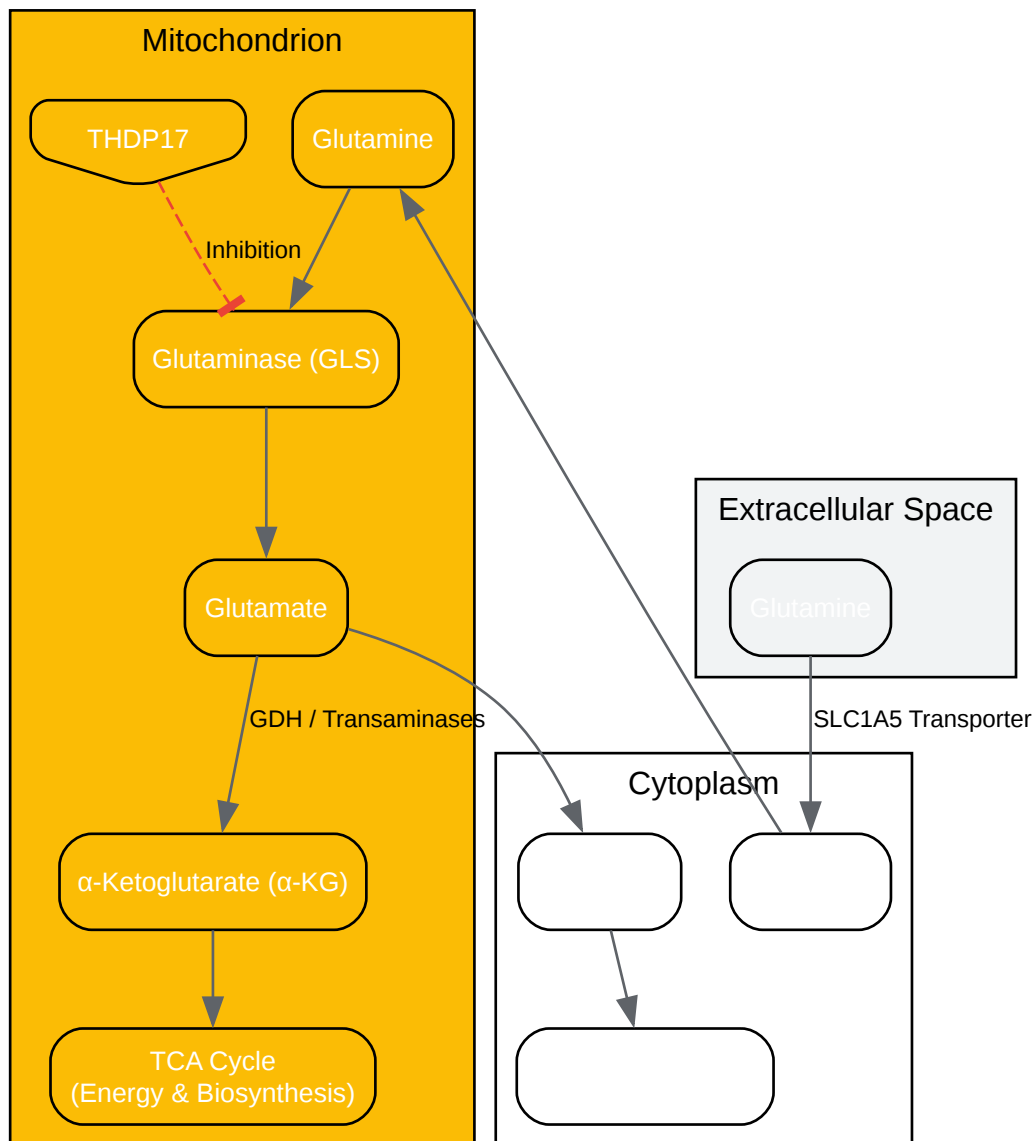 Mitochondrion
THDP17
Glutamine
Inhibition
Glutaminase (GLS)
Extracellular Space
Glutamate
Glutamine
GDH / Transaminases
SLC1A5 Transporter
Cytoplasm
α-Ketoglutarate (α-KG)
TCA Cycle
(Energy & Biosynthesis)